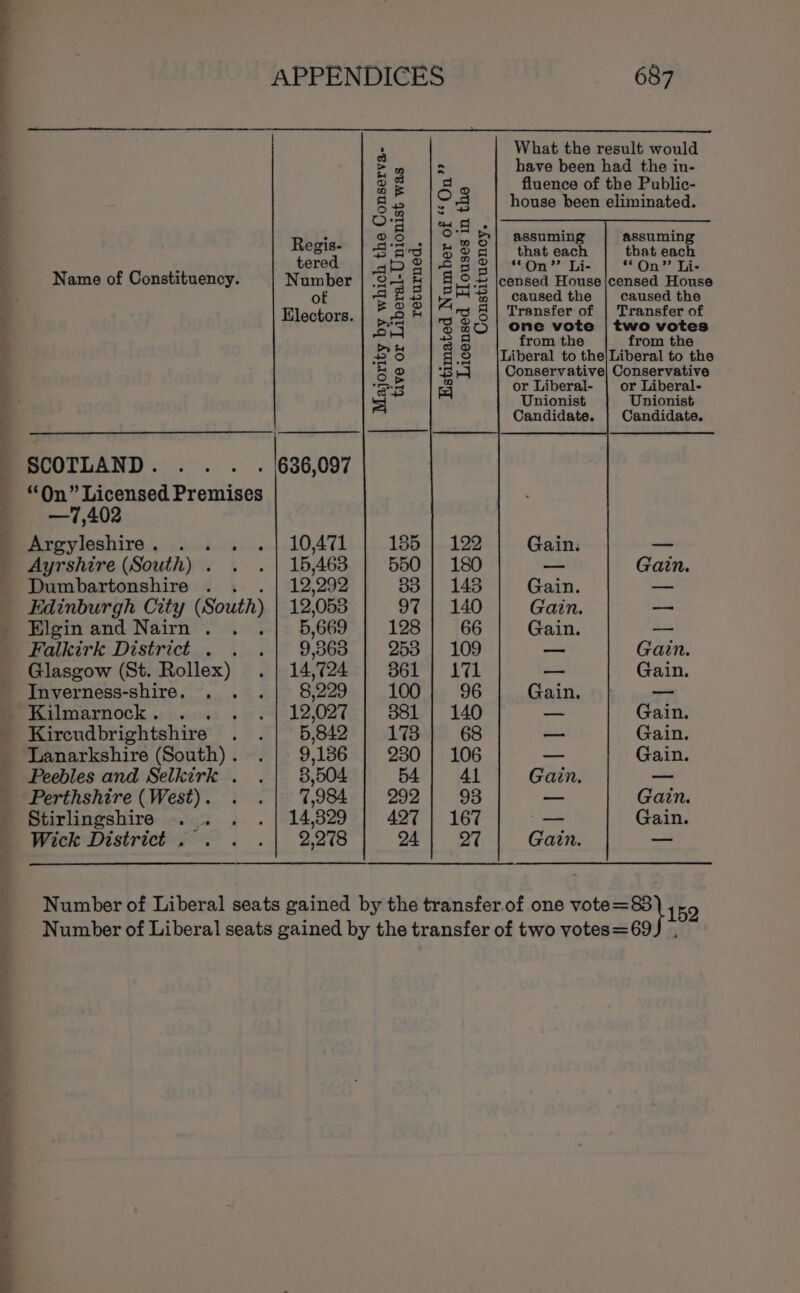 APPENDICES 687
Name of Constituency.
Regis-
tered
Number
of
Electors.
Majority by which the Conserva-
tive or Liberal-Unionist was
returned.
Estimated Number of “On”
Licensed Houses in the
Constituency.
What the result would
have been had the in-
fluence of the Public-
house been eliminated.
assuming
that each
“On” Li-
censed House
caused the
Transfer of
one vote
from the
Liberal to the
Conservative
or Liberal-
Unionist
Candidate.
assuming
that each
“On” Li-
censed House
caused the
Transfer of
two votes
from the
Liberal to the
Conservative
or Liberal-
Unionist
Candidate.
SCOTLAND. . . . . 636,097
“On” Licensed Premises
—7,402
Argyleshire . . . . . 10,471 135 122 Gain. —
Ayrshire (South) . . . 15,463 550 180 — Gain.
Dumbartonshire . . . 12,292 33 143 Gain. —
Edinburgh City (South) 12,053 97 140 Gain. —
Elgin and Nairn . . . 5,669 128 66 Gain. —
Falkirk District . . . 9,363 253 109 — Gain.
Glasgow (St. Rollex) . 14,724 361 171 — Gain.
Inverness-shire. . . . 8,229 100 96 Gain. —
Kilmarnock . . . . . 12,027 381 140 — Gain.
Kircudbrightshire . . 5,842 173 68 — Gain.
Lanarkshire (South) . . 9,136 230 106 — Gain.
Peebles and Selkirk . . 3,504 54 41 Gain. —
Perthshire (West). . . 7,984 292 93 — Gain.
Stirlingshire . . . . 14,329 427 167 — Gain.
Wick District . . . . 2,278 24 27 Gain. —
Number of Liberal seats gained by the transfer of one vote=83 } 152
Number of Liberal seats gained by the transfer of two votes=69 } .